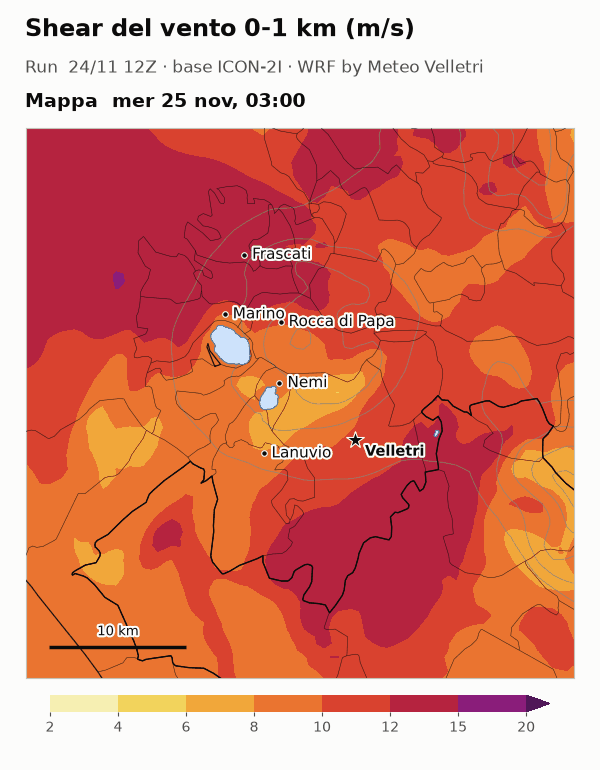 Shear del vento 0-1 km (m/s)
Run  24/11 12Z · base ICON-2I · WRF by Meteo Velletri
Mappa  mer 25 nov, 03:00
Frascati
Marino
Rocca di Papa
Nemi
Velletri
Lanuvio
10 km
2 4 6 8 10 12 15 20